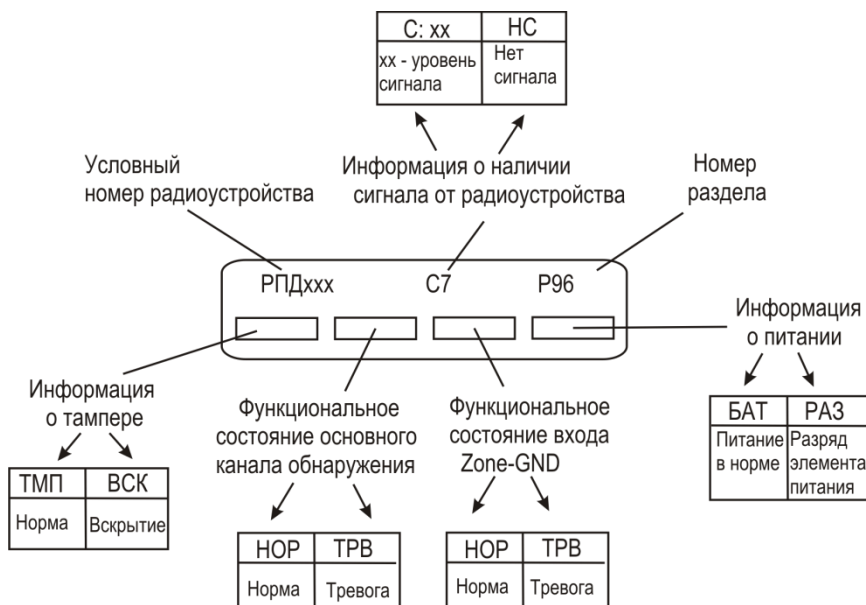 С: хх НС
хх - уровень сигнала
Нет сигнала
Условный
номер радиоустройства
Информация о наличии
сигнала от радиоустройства
Номер
раздела
РПДххх С7 Р96
Информация
о тампере
Функциональное
состояние основного
канала обнаружения
Функциональное
состояние входа
Zone-GND
Информация
о питании
ТМП ВСК
Норма Вскрытие
НОР ТРВ
Норма Тревога
НОР ТРВ
Норма Тревога
БАТ РАЗ
Питание
в норме
Разряд
элемента
питания